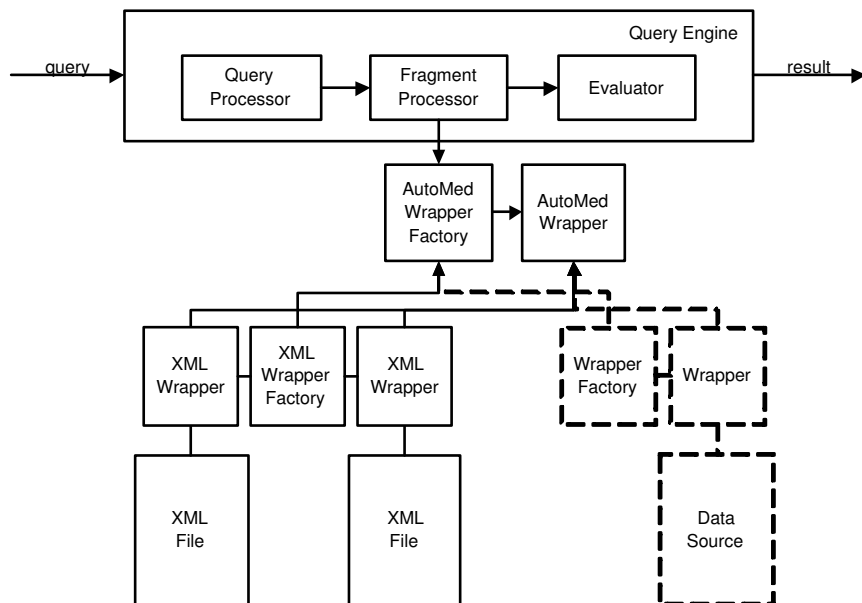 Query Engine
query
result
Query
Processor
Fragment
Processor
Evaluator
AutoMed
Wrapper
Factory
AutoMed
Wrapper
XML
Wrapper
XML
Wrapper
Factory
XML
Wrapper
Wrapper
Factory
Wrapper
XML
File
XML
File
Data
Source